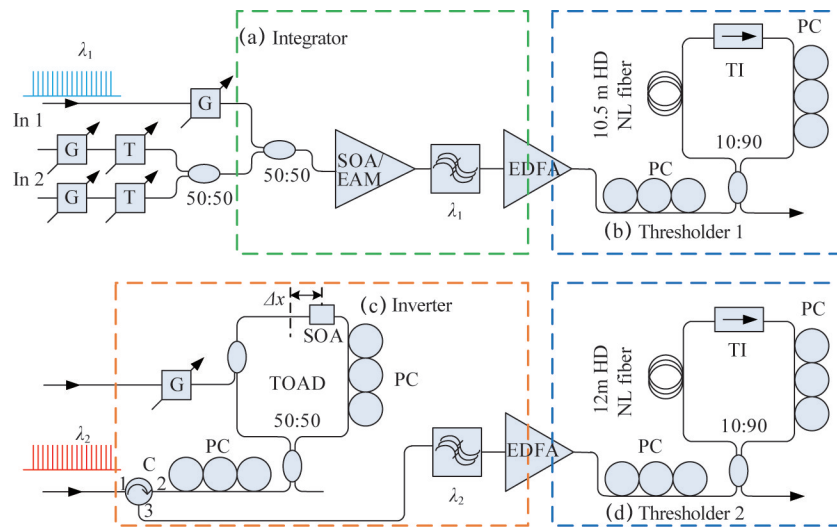 (a) Integrator
λ1
In 1
G
G
T
In 2
G
T
50:50
50:50
SOA/
EAM
λ1
EDFA
PC
10.5 m HD
NL fiber
TI
PC
10:90
(b) Thresholder 1
(c) Inverter
Δx
SOA
G
TOAD
PC
50:50
λ2
C
1
2
3
PC
λ2
EDFA
PC
12m HD
NL fiber
TI
PC
10:90
(d) Thresholder 2